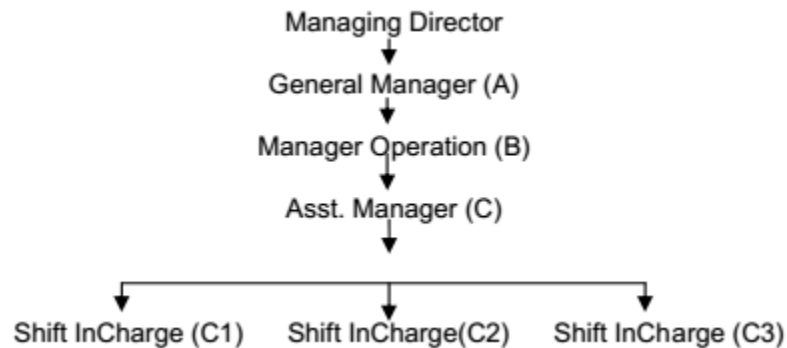 Managing Director
General Manager (A)
Manager Operation (B)
Asst. Manager (C)
Shift InCharge (C1) Shift InCharge(C2) Shift InCharge (C3)